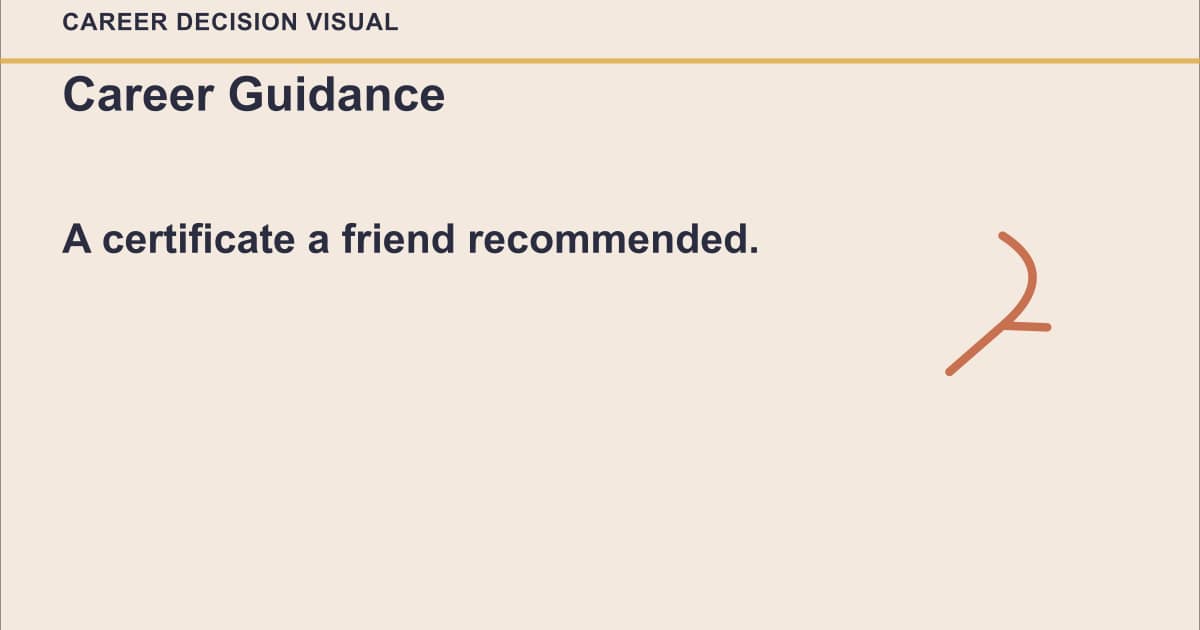 CAREER DECISION VISUAL
Career Guidance
A certificate a friend recommended.